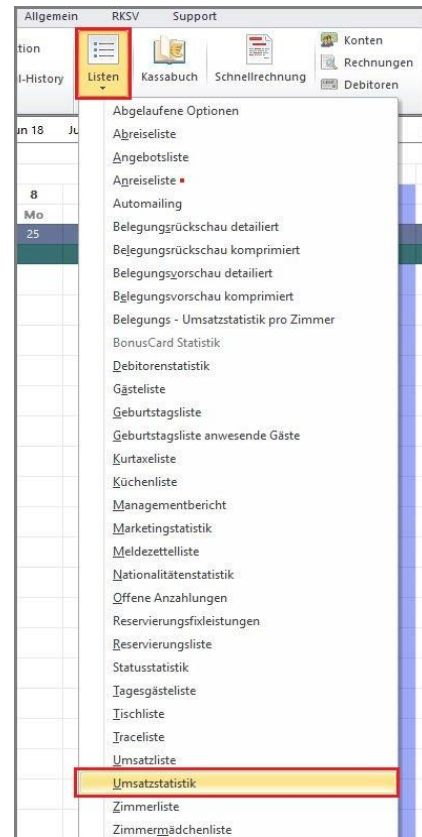 Allgemein RKSV Support
tion
l-History
Listen
Kassabuch
Schnellrechnung
Konten
Rechnungen
Debitoren
un 18 Ju
8
Mo
25
Abgelaufene Optionen
Abreiseliste
Angebotsliste
Anreiseliste
Automailing
Belegungsrückschau detailiert
Belegungsrückschau komprimiert
Belegungsvorschau detailiert
Belegungsvorschau komprimiert
Belegungs - Umsatzstatistik pro Zimmer
BonusCard Statistik
Debitorenstatistik
Gästeliste
Geburtstagsliste
Geburtstagsliste anwesende Gäste
Kurtaxeliste
Küchenliste
Managementbericht
Marketingstatistik
Meldezettelliste
Nationalitätenstatistik
Offene Anzahlungen
Reservierungsfixleistungen
Reservierungsliste
Statusstatistik
Tagesgästeliste
Tischliste
Traceliste
Umsatzliste
Umsatzstatistik
Zimmerliste
Zimmermädchenliste